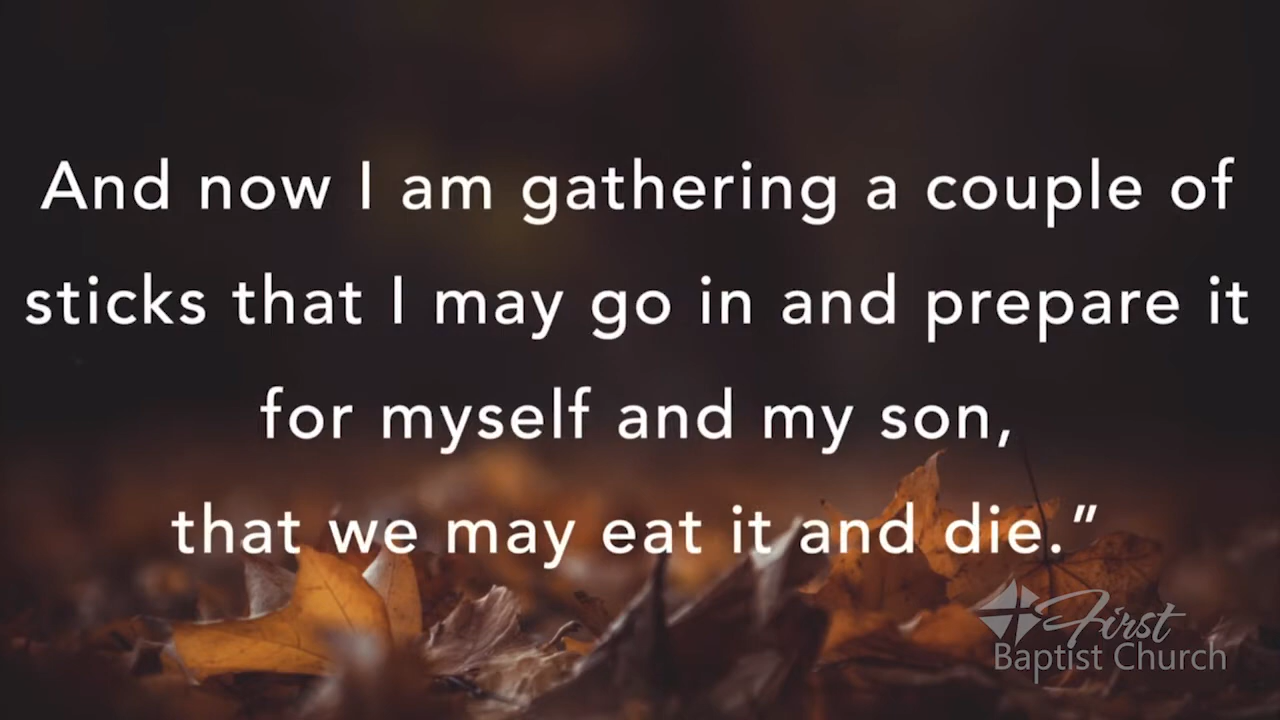 And now I am gathering a couple of
sticks that I may go in and prepare it
for myself and my son,
that we may eat it and die.”
First
Baptist Church